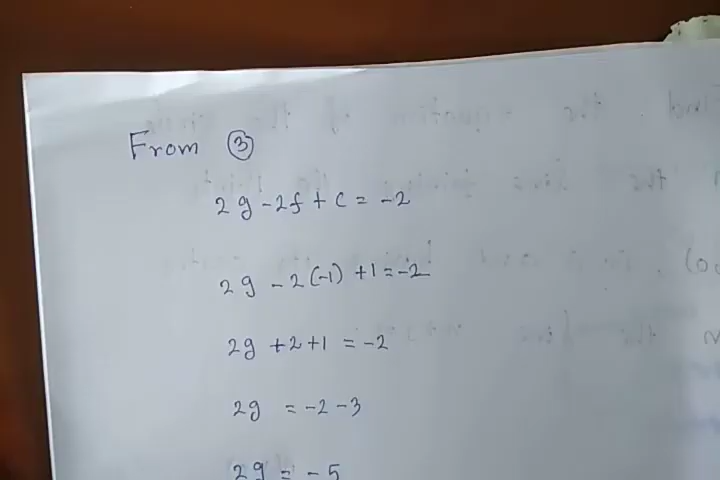 From ③
2g - 2f + c = -2
2g - 2(-1) + 1 = -2
2g + 2 + 1 = -2
2g = -2 - 3
2g = -5